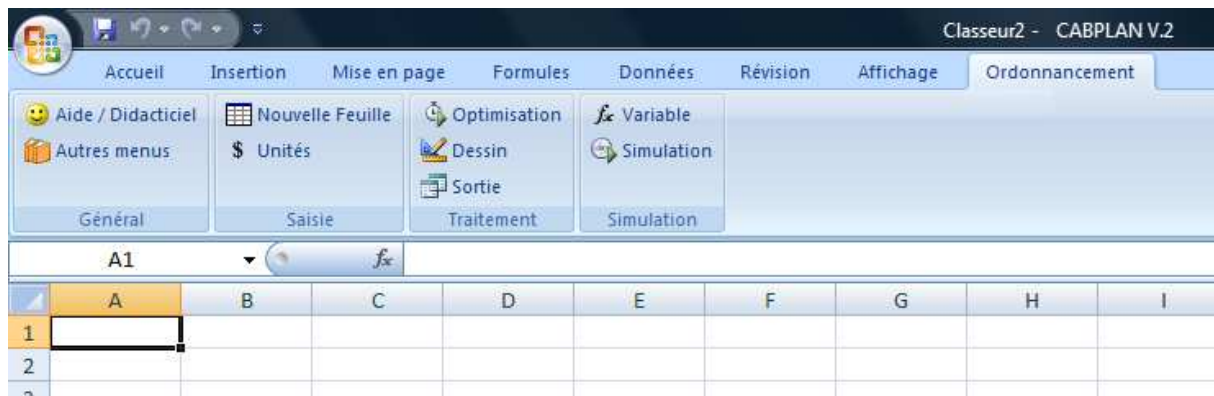 Classeur2 - CABPLAN V.2
Accueil Insertion Mise en page Formules Données Révision Affichage Ordonnancement
Aide / Didacticiel Nouvelle Feuille Optimisation fx Variable
Autres menus $ Unités Dessin Simulation
Sortie
Général Saisie Traitement Simulation
A1 fx
A B C D E F G H I
1
2